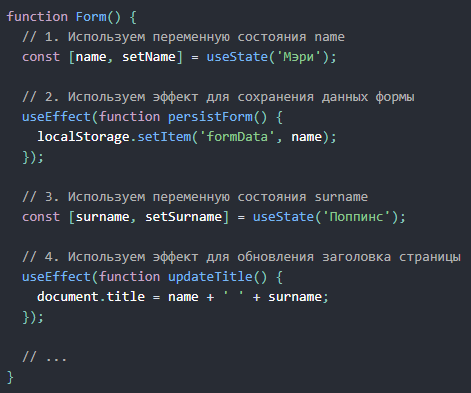 function Form() {
  // 1. Используем переменную состояния name
  const [name, setName] = useState('Мэри');

  // 2. Используем эффект для сохранения данных формы
  useEffect(function persistForm() {
    localStorage.setItem('formData', name);
  });

  // 3. Используем переменную состояния surname
  const [surname, setSurname] = useState('Поппинс');

  // 4. Используем эффект для обновления заголовка страницы
  useEffect(function updateTitle() {
    document.title = name + ' ' + surname;
  });

  // ...
}